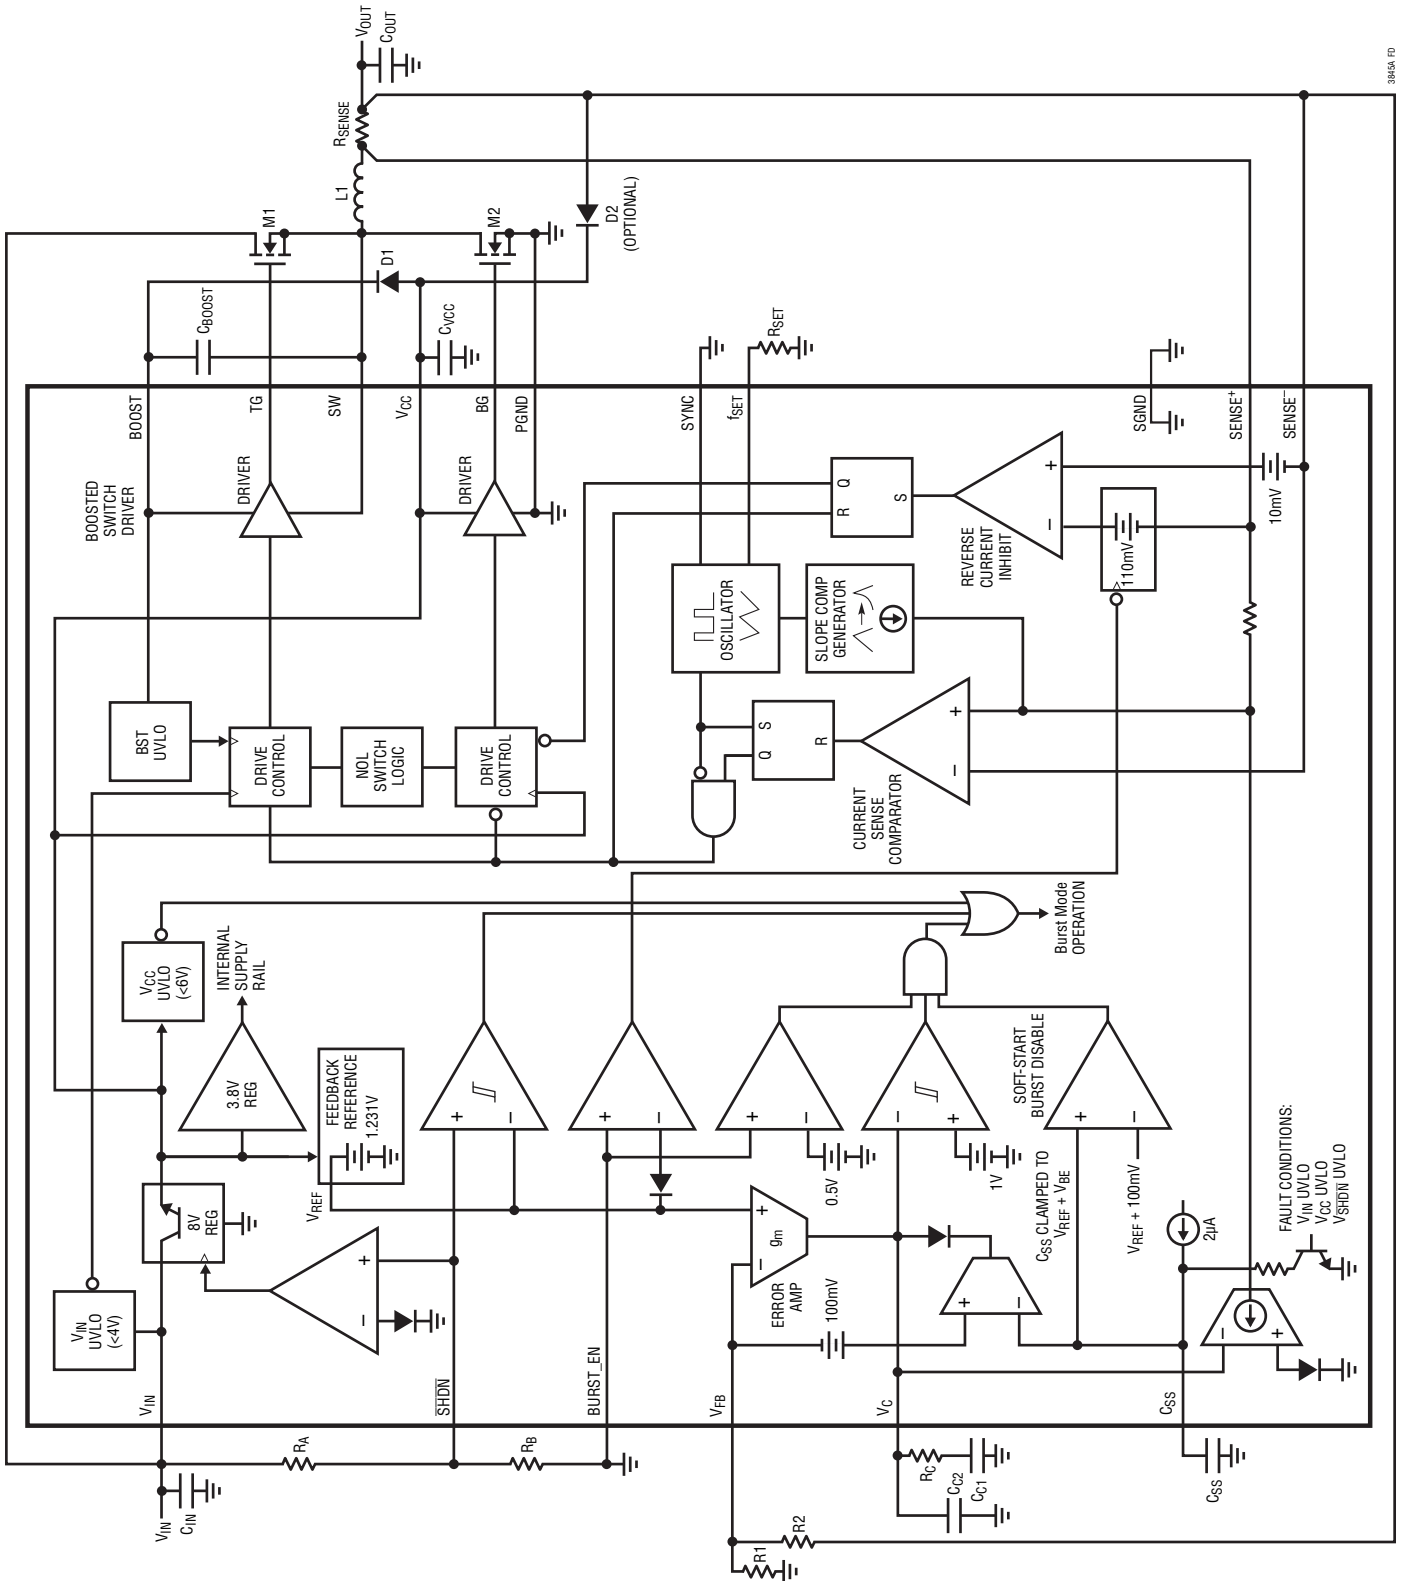 3845A FD
VOUT
COUT
RSENSE
L1
M1
M2
D1
D2
(OPTIONAL)
CBOOST
CVCC
RSET
BOOST
TG
SW
VCC
BG
PGND
SYNC
fSET
SGND
SENSE+
SENSE–
BOOSTED
SWITCH
DRIVER
DRIVER
DRIVER
BST
UVLO
DRIVE
CONTROL
NOL
SWITCH
LOGIC
DRIVE
CONTROL
OSCILLATOR
SLOPE COMP
GENERATOR
Q
R
S
S
Q
R
REVERSE
CURRENT
INHIBIT
+
–
110mV
10mV
CURRENT
SENSE
COMPARATOR
+
–
VCC
UVLO
(<6V)
INTERNAL
SUPPLY
RAIL
3.8V
REG
FEEDBACK
REFERENCE
1.231V
VREF
8V
REG
VIN
UVLO
(<4V)
+
–
+
–
+
–
+
–
0.5V
–
+
1V
SOFT-START
BURST DISABLE
+
–
VREF + 100mV
Burst Mode
OPERATION
+
gm
–
ERROR
AMP
100mV
+
–
CSS CLAMPED TO
VREF + VBE
2µA
FAULT CONDITIONS:
VIN UVLO
VCC UVLO
VSHDN UVLO
–
+
VIN
SHDN
BURST_EN
VFB
VC
CSS
VIN
CIN
RA
RB
R1
R2
RC
CC2
CC1
CSS